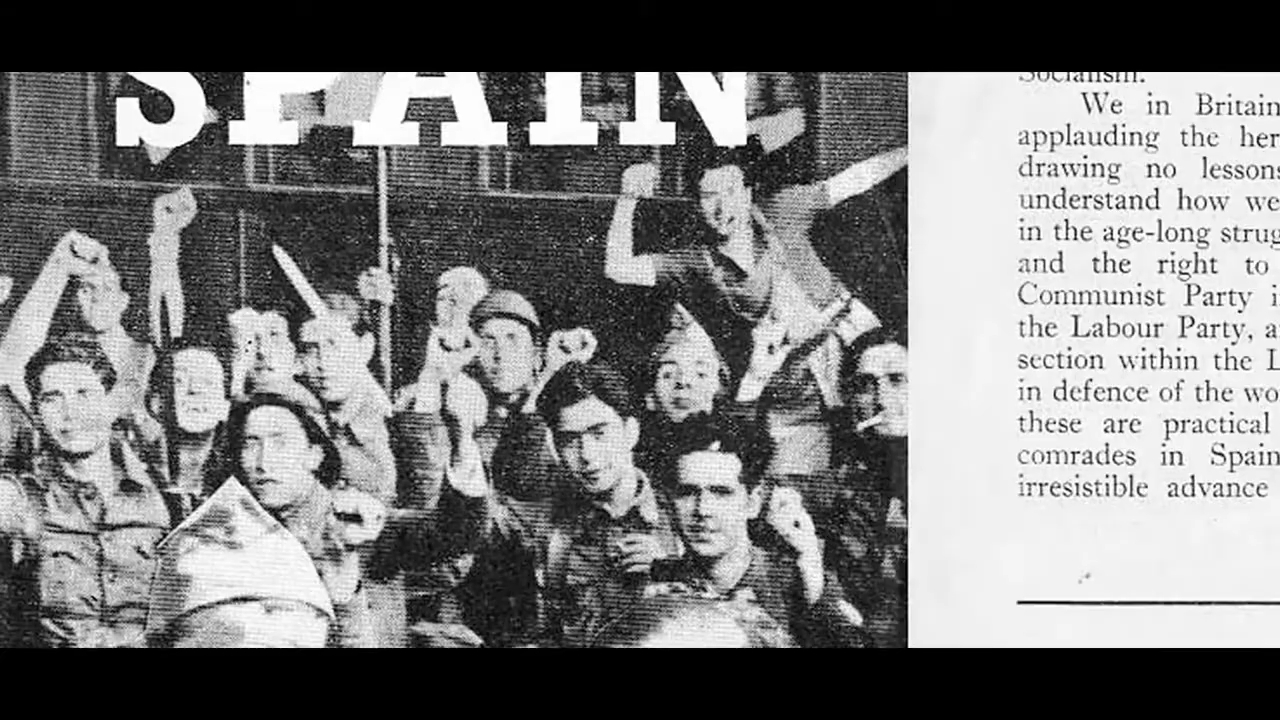 SPAIN
Socialism.
We in Britain
applauding the her
drawing no lessons
understand how we
in the age-long strug
and the right to
Communist Party i
the Labour Party, a
section within the L
in defence of the wo
these are practical
comrades in Spain
irresistible advance